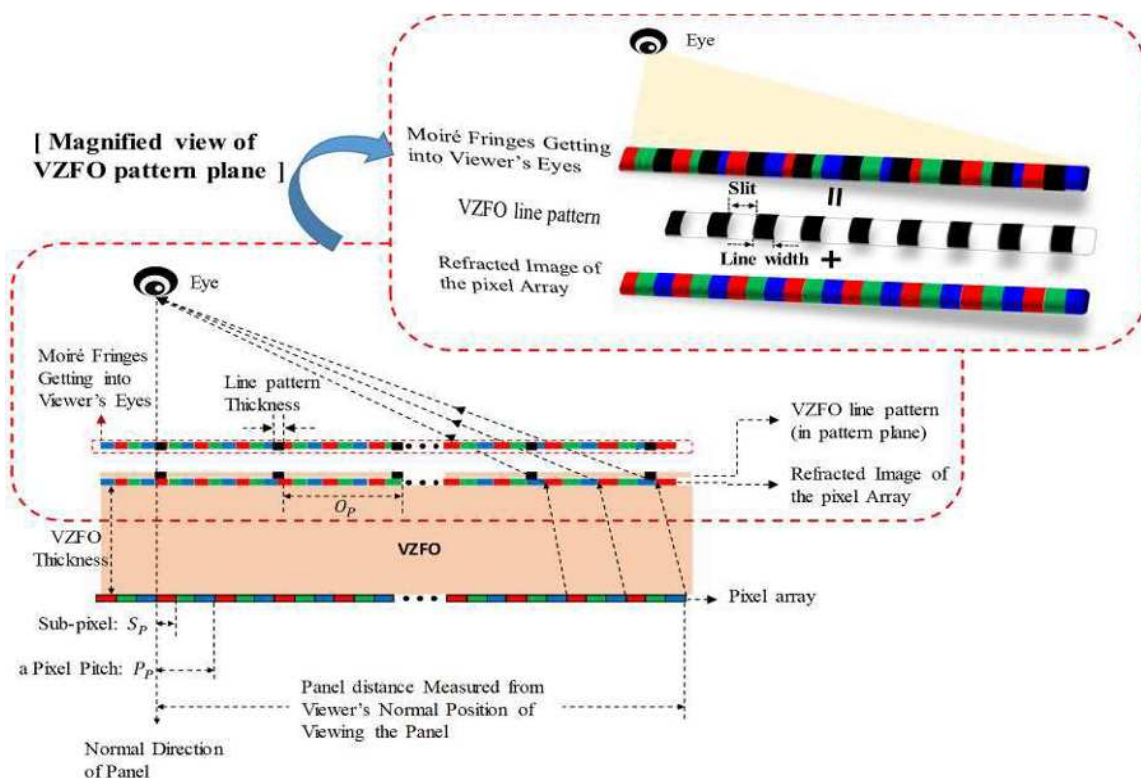 Eye
[ Magnified view of
VZFO pattern plane ]
Moiré Fringes Getting
into Viewer's Eyes
Slit
VZFO line pattern
Line width
Refracted Image of
the pixel Array
Eye
Moiré Fringes
Getting into
Viewer's Eyes
Line pattern
Thickness
VZFO line pattern
(in pattern plane)
Refracted Image of
the pixel Array
O_P
VZFO
Thickness
VZFO
Pixel array
Sub-pixel: S_P
a Pixel Pitch: P_P
Panel distance Measured from
Viewer's Normal Position of
Viewing the Panel
Normal Direction
of Panel